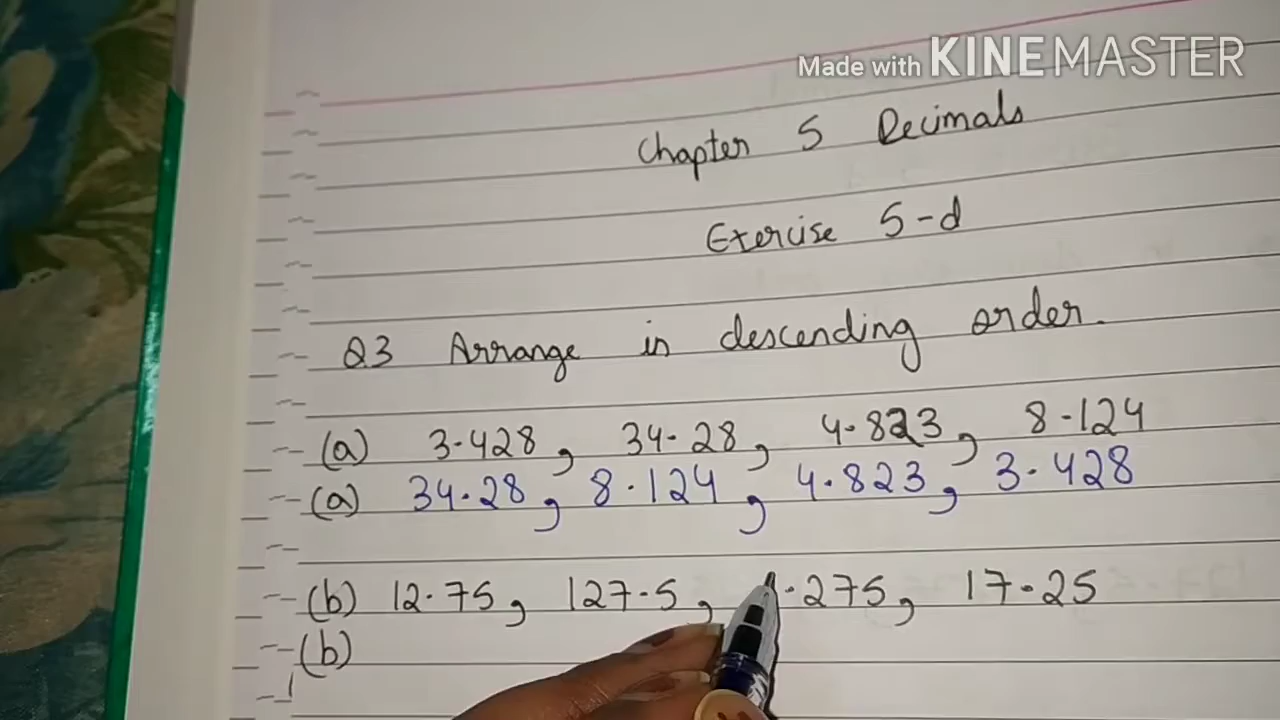 Made with KINEMASTER
Chapter 5 Decimals
Exercise 5-d
Q3 Arrange in descending order.
(a) 3.428, 34.28, 4.823, 8.124
(a) 34.28, 8.124, 4.823, 3.428
(b) 12.75, 127.5, .275, 17.25
(b)